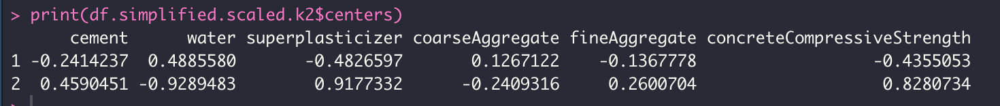 > print(df.simplified.scaled.k2$centers)
cement water superplasticizer coarseAggregate fineAggregate concreteCompressiveStrength
1 -0.2414237 0.4885580 -0.4826597 0.1267122 -0.1367778 -0.4355053
2 0.4590451 -0.9289483 0.9177332 -0.2409316 0.2600704 0.8280734